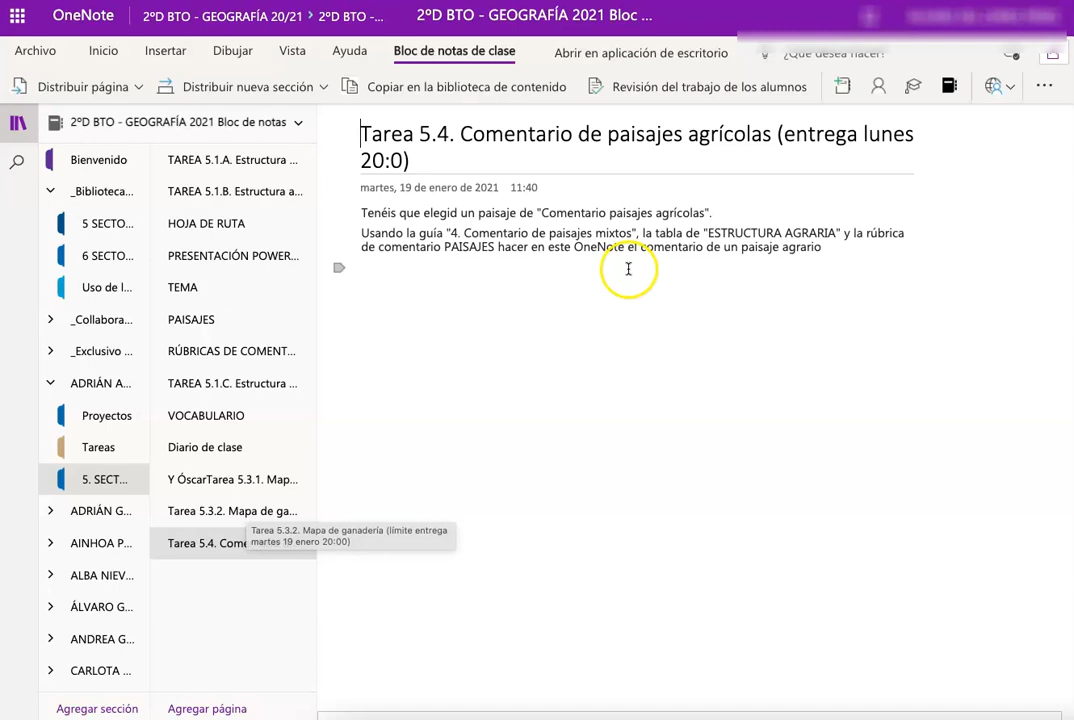 OneNote
2ºD BTO - GEOGRAFÍA 20/21 > 2ºD BTO -...
2ºD BTO - GEOGRAFÍA 2021 Bloc ...
Archivo Inicio Insertar Dibujar Vista Ayuda Bloc de notas de clase Abrir en aplicación de escritorio ¿Qué desea hacer?
Distribuir página Distribuir nueva sección Copiar en la biblioteca de contenido Revisión del trabajo de los alumnos ...
2ºD BTO - GEOGRAFÍA 2021 Bloc de notas
Bienvenido
_Biblioteca...
5 SECTO...
6 SECTO...
Uso de l...
_Collabora...
_Exclusivo ...
ADRIÁN A...
Proyectos
Tareas
5. SECT...
ADRIÁN G...
AINHOA P...
ALBA NIEV...
ÁLVARO G...
ANDREA G...
CARLOTA ...
Agregar sección
TAREA 5.1.A. Estructura ...
TAREA 5.1.B. Estructura a...
HOJA DE RUTA
PRESENTACIÓN POWER...
TEMA
PAISAJES
RÚBRICAS DE COMENT...
TAREA 5.1.C. Estructura ...
VOCABULARIO
Diario de clase
Y ÓscarTarea 5.3.1. Map...
Tarea 5.3.2. Mapa de ga...
Tarea 5.4. Come
Tarea 5.3.2. Mapa de ganadería (límite entrega
martes 19 enero 20:00)
Agregar página
Tarea 5.4. Comentario de paisajes agrícolas (entrega lunes
20:0)
martes, 19 de enero de 2021 11:40
Tenéis que elegid un paisaje de "Comentario paisajes agrícolas".
Usando la guía "4. Comentario de paisajes mixtos", la tabla de "ESTRUCTURA AGRARIA" y la rúbrica
de comentario PAISAJES hacer en este OneNote el comentario de un paisaje agrario